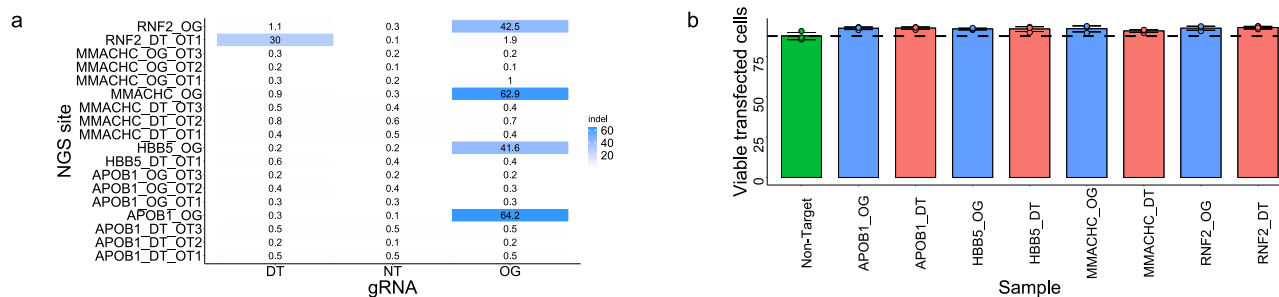 a
NGS site
RNF2_OG 1.1 0.3 42.5
RNF2_DT_OT1 30 0.1 1.9
MMACHC_OG_OT3 0.3 0.2 0.2
MMACHC_OG_OT2 0.2 0.1 0.1
MMACHC_OG_OT1 0.3 0.2 1
MMACHC_OG 0.9 0.3 62.9
MMACHC_DT_OT3 0.5 0.4 0.4
MMACHC_DT_OT2 0.8 0.6 0.7
MMACHC_DT_OT1 0.4 0.5 0.4
HBB5_OG 0.2 0.2 41.6
HBB5_DT_OT1 0.6 0.4 0.4
APOB1_OG_OT3 0.2 0.2 0.2
APOB1_OG_OT2 0.4 0.4 0.3
APOB1_OG_OT1 0.3 0.3 0.3
APOB1_OG 0.3 0.1 64.2
APOB1_DT_OT3 0.5 0.5 0.5
APOB1_DT_OT2 0.2 0.1 0.2
APOB1_DT_OT1 0.5 0.5 0.5
DT NT OG
gRNA
indel
60
40
20
b
Viable transfected cells
75
50
25
0
Non-Target
APOB1_OG
APOB1_DT
HBB5_OG
HBB5_DT
MMACHC_OG
MMACHC_DT
RNF2_OG
RNF2_DT
Sample